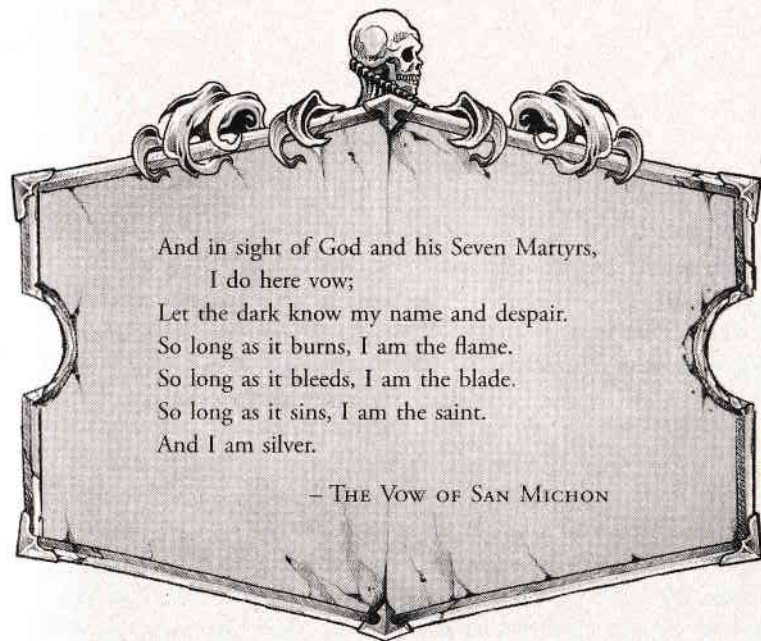 And in sight of God and his Seven Martyrs,
I do here vow;
Let the dark know my name and despair.
So long as it burns, I am the flame.
So long as it bleeds, I am the blade.
So long as it sins, I am the saint.
And I am silver.
– THE VOW OF SAN MICHON